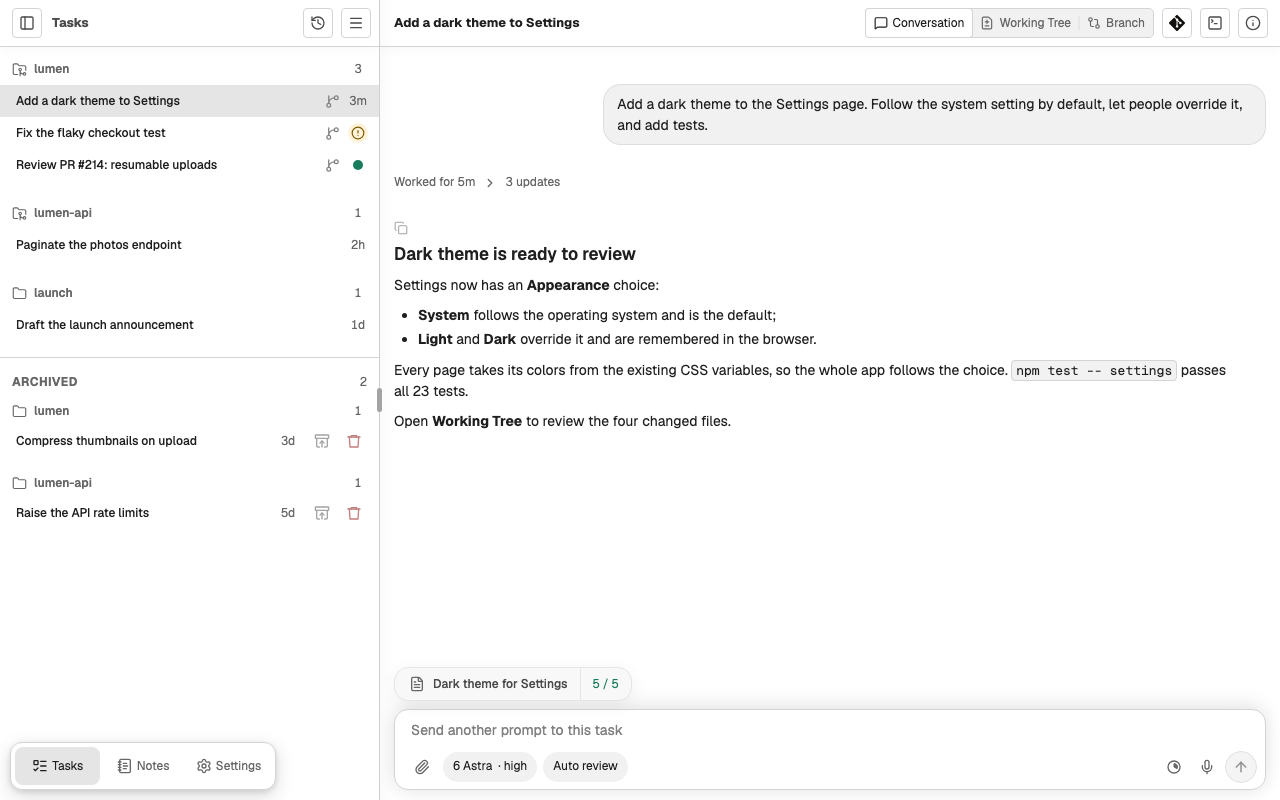 Tasks
lumen 3
Add a dark theme to Settings 3m
Fix the flaky checkout test
Review PR #214: resumable uploads
lumen-api 1
Paginate the photos endpoint 2h
launch 1
Draft the launch announcement 1d
ARCHIVED 2
lumen 1
Compress thumbnails on upload 3d
lumen-api 1
Raise the API rate limits 5d
Tasks Notes Settings
Add a dark theme to Settings
Conversation Working Tree Branch
Add a dark theme to the Settings page. Follow the system setting by default, let people override it,
and add tests.
Worked for 5m 3 updates
Dark theme is ready to review
Settings now has an Appearance choice:
• System follows the operating system and is the default;
• Light and Dark override it and are remembered in the browser.
Every page takes its colors from the existing CSS variables, so the whole app follows the choice. npm test -- settings passes
all 23 tests.
Open Working Tree to review the four changed files.
Dark theme for Settings 5 / 5
Send another prompt to this task
6 Astra · high Auto review